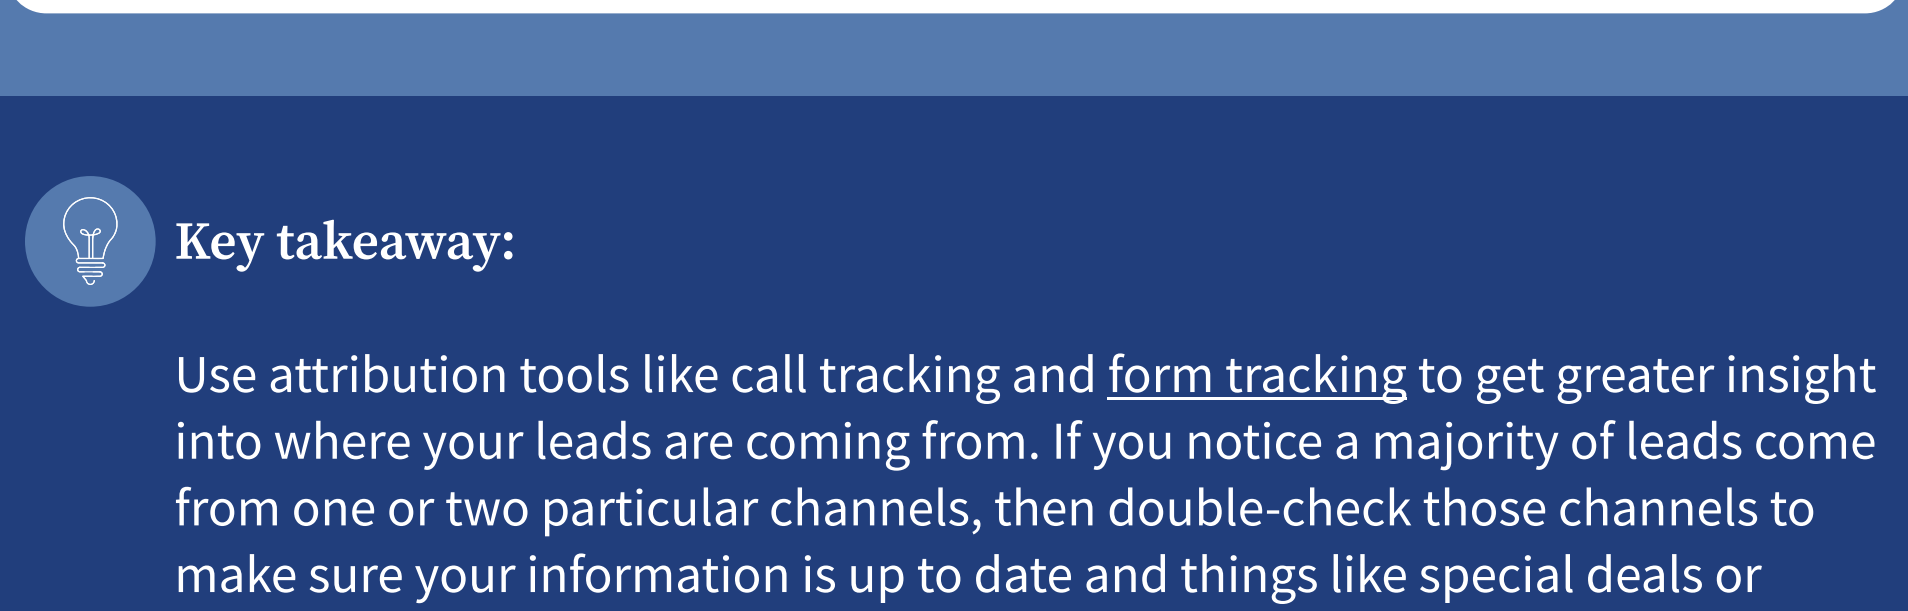 Key takeaway:
Use attribution tools like call tracking and form tracking to get greater insight
into where your leads are coming from. If you notice a majority of leads come
from one or two particular channels, then double-check those channels to
make sure your information is up to date and things like special deals or